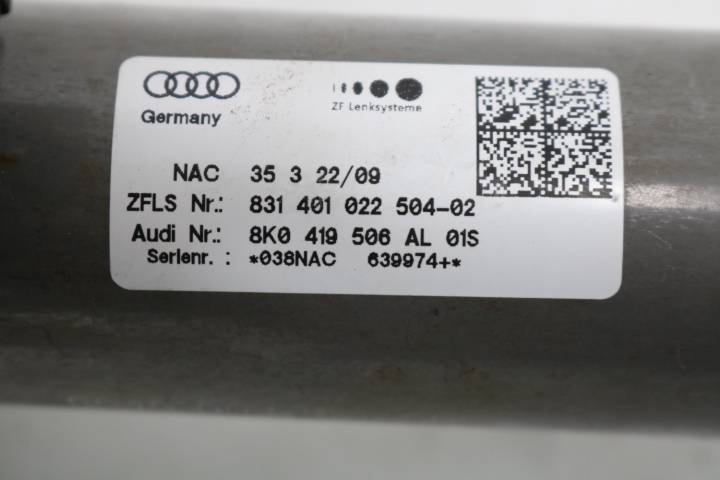 Germany
ZF Lenksysteme
NAC 35 3 22/09
ZFLS Nr.: 831 401 022 504-02
Audi Nr.: 8K0 419 506 AL 01S
Serlenr. : *038NAC 639974+*